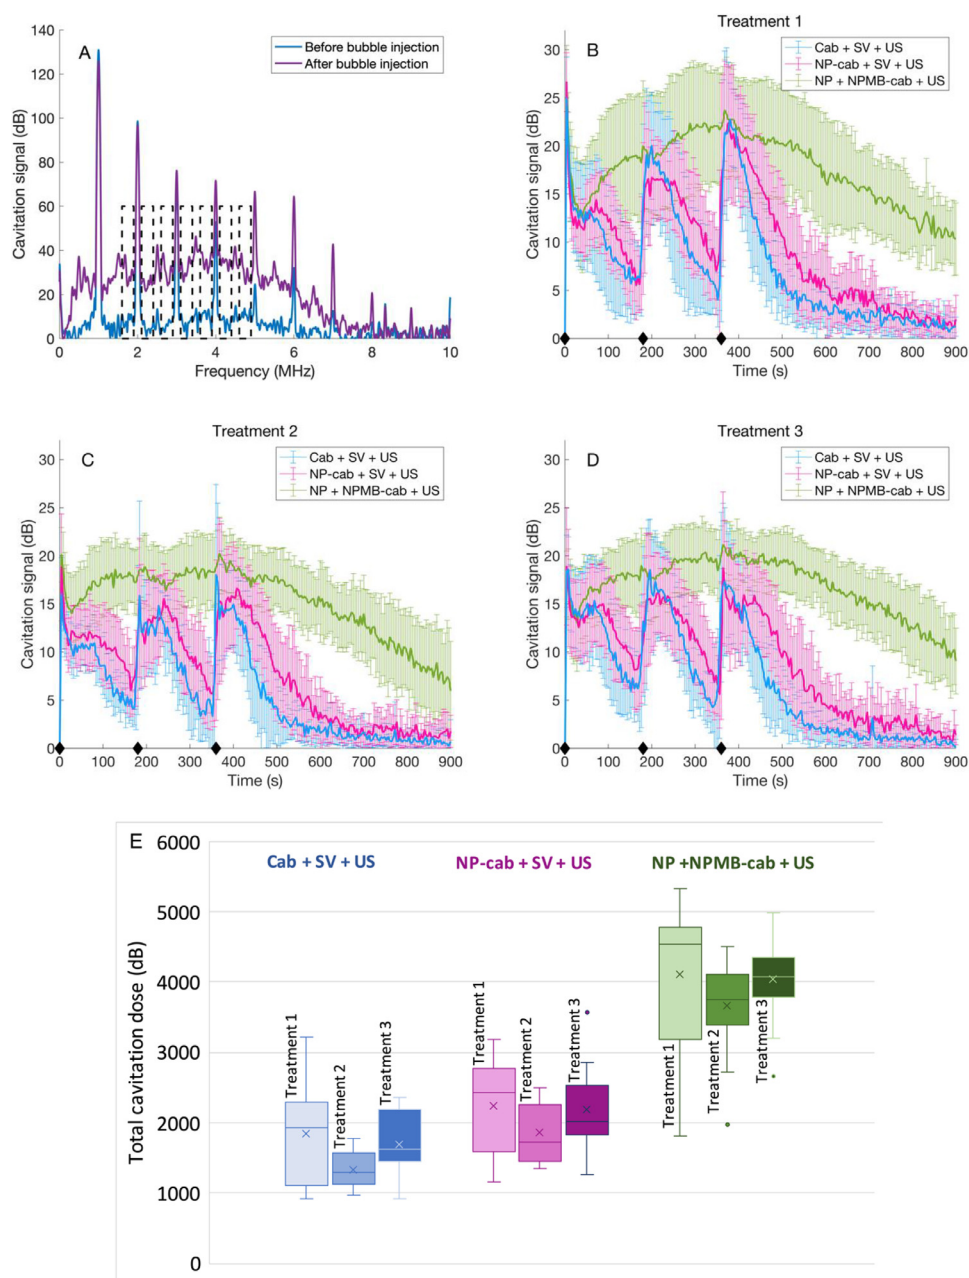 A
Before bubble injection
After bubble injection
Cavitation signal (dB)
140
120
100
80
60
40
20
0
0 2 4 6 8 10
Frequency (MHz)
Treatment 1
B
Cab + SV + US
NP-cab + SV + US
NP + NPMB-cab + US
Cavitation signal (dB)
30
25
20
15
10
5
0
0 100 200 300 400 500 600 700 800 900
Time (s)
Treatment 2
C
Cab + SV + US
NP-cab + SV + US
NP + NPMB-cab + US
Cavitation signal (dB)
30
25
20
15
10
5
0
0 100 200 300 400 500 600 700 800 900
Time (s)
Treatment 3
D
Cab + SV + US
NP-cab + SV + US
NP + NPMB-cab + US
Cavitation signal (dB)
30
25
20
15
10
5
0
0 100 200 300 400 500 600 700 800 900
Time (s)
E
Total cavitation dose (dB)
6000
5000
4000
3000
2000
1000
0
Cab + SV + US
Treatment 1
Treatment 2
Treatment 3
NP-cab + SV + US
Treatment 1
Treatment 2
Treatment 3
NP +NPMB-cab + US
Treatment 1
Treatment 2
Treatment 3